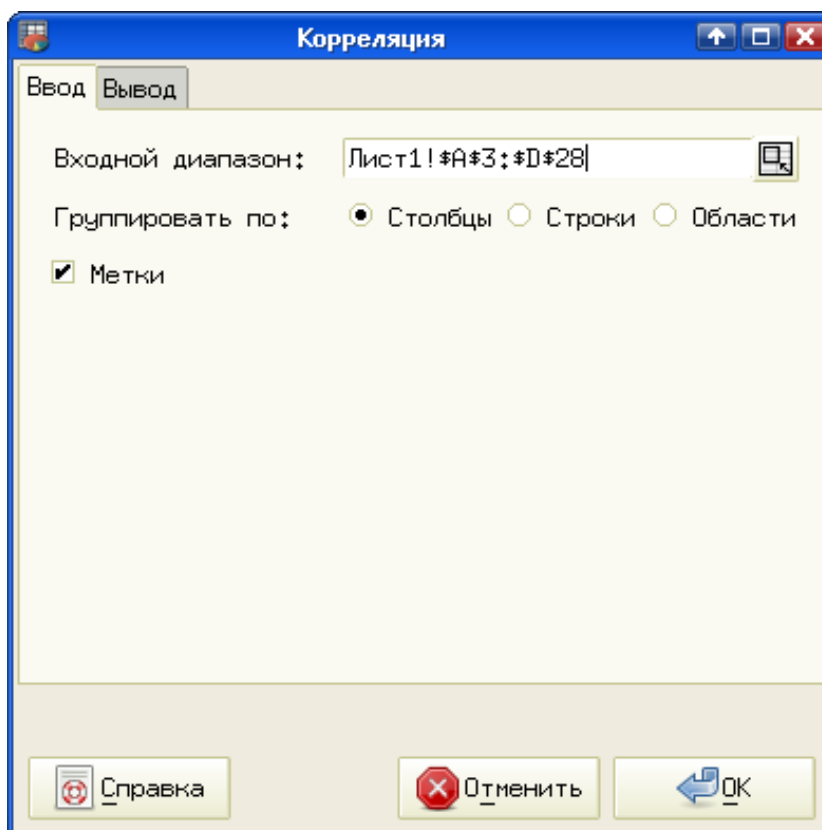 Корреляция
Ввод Вывод
Входной диапазон: Лист1!$A$3:$D$28
Группировать по: Столбцы Строки Области
Метки
Справка Отменить OK